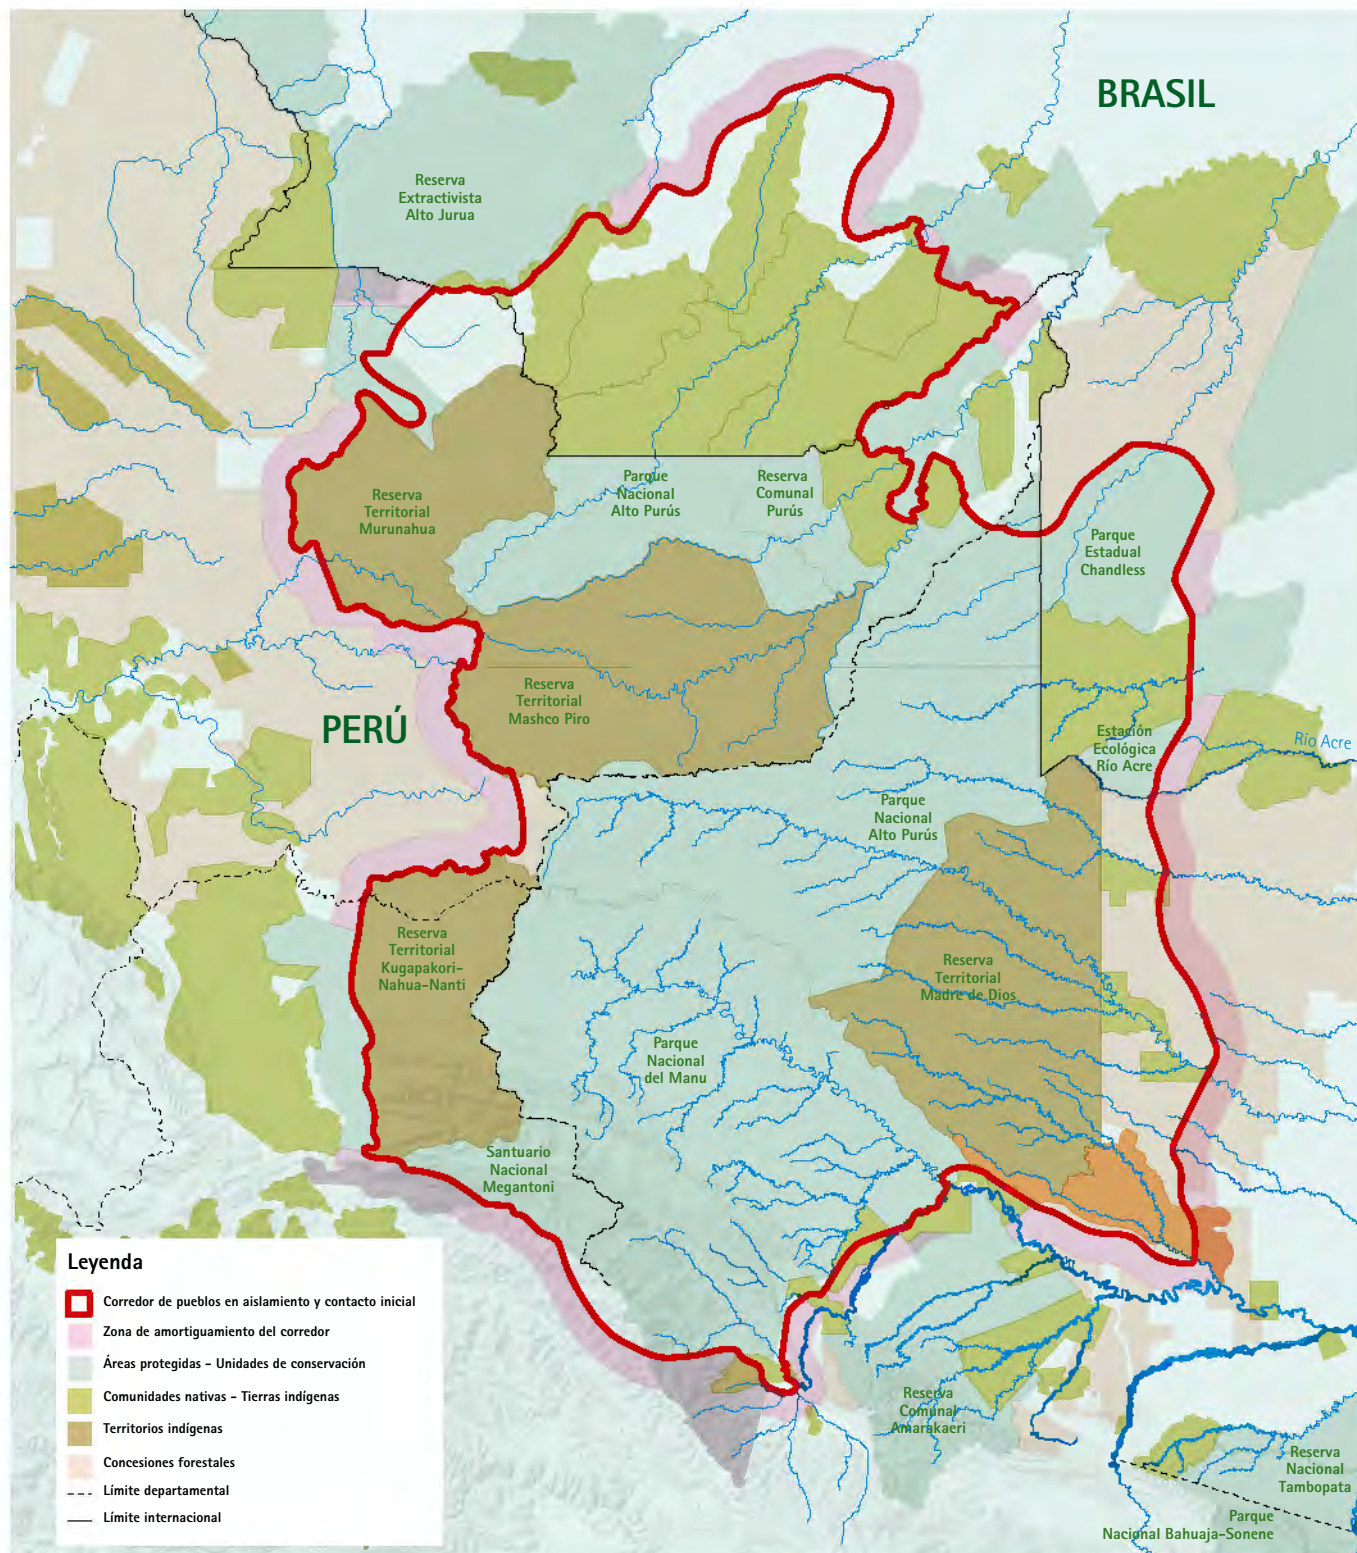 BRASIL
Reserva
Extractivista
Alto Jurua
Reserva
Territorial
Murunahua
Parque
Nacional
Alto Purús
Reserva
Comunal
Purús
Parque
Estadual
Chandless
Reserva
Territorial
Mashco Piro
PERÚ
Estación
Ecológica
Río Acre
Río Acre
Parque
Nacional
Alto Purús
Reserva
Territorial
Kugapakori-
Nahua-Nanti
Reserva
Territorial
Madre de Dios
Parque
Nacional
del Manu
Santuario
Nacional
Megantoni
Reserva
Comunal
Amarakaeri
Reserva
Nacional
Tambopata
Parque
Nacional Bahuaja-Sonene
Leyenda
Corredor de pueblos en aislamiento y contacto inicial
Zona de amortiguamiento del corredor
Áreas protegidas - Unidades de conservación
Comunidades nativas - Tierras indígenas
Territorios indígenas
Concesiones forestales
Límite departamental
Límite internacional